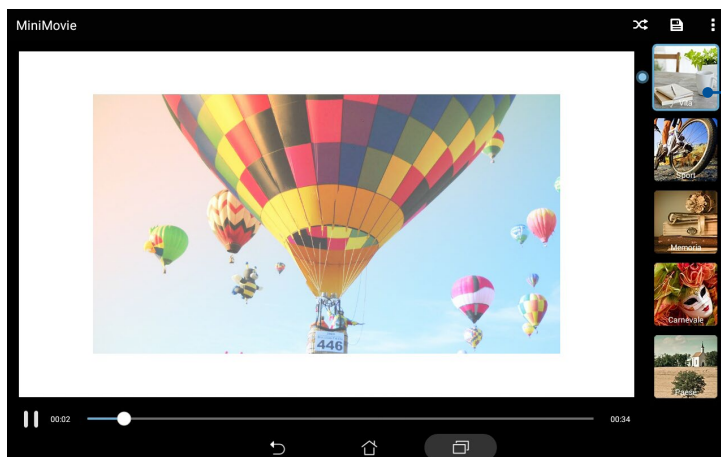 MiniMovie
Vita
Sport
Memoria
Carnevale
Paese
446
00:02
00:34